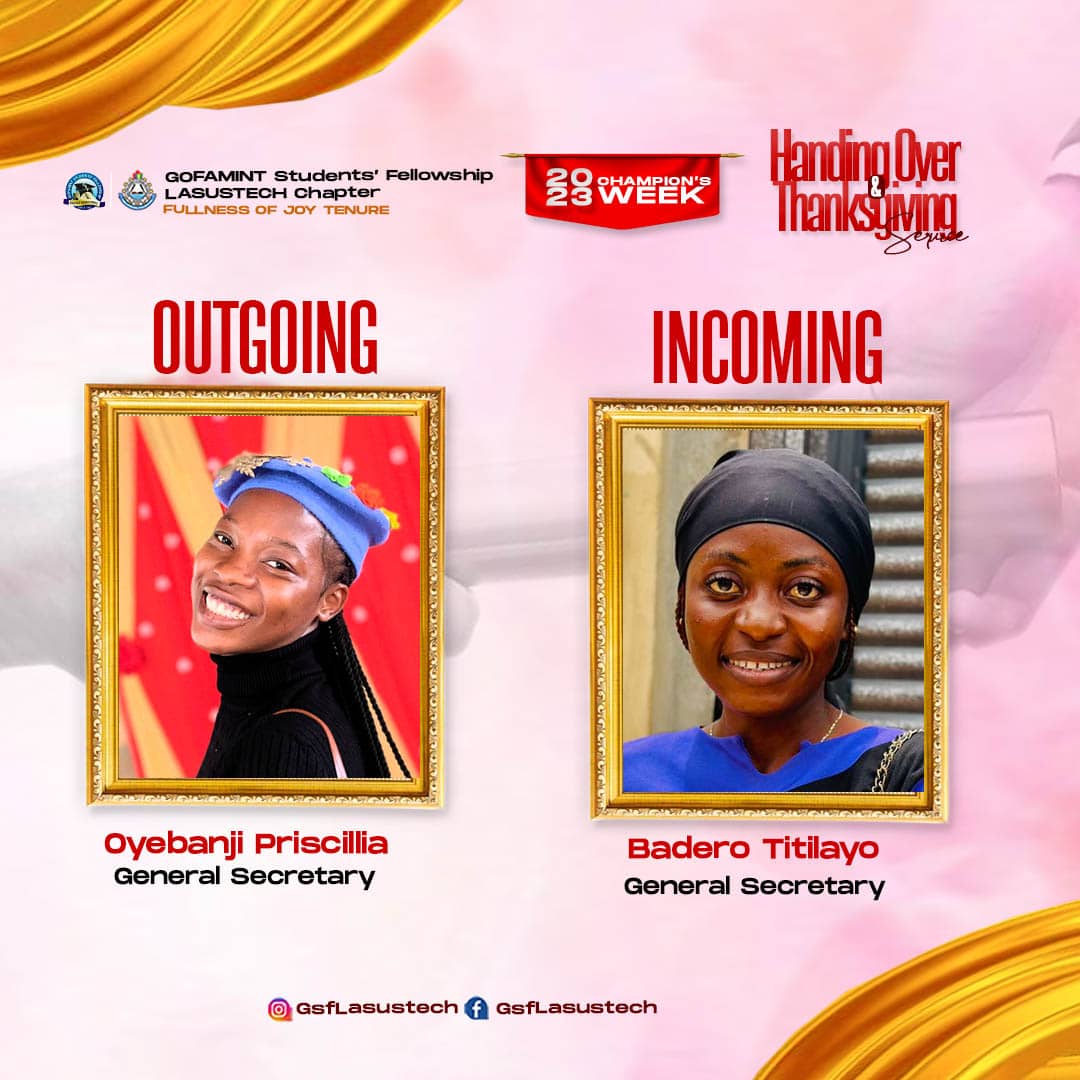 GOFAMINT Students' Fellowship
LASUSTECH Chapter
FULLNESS OF JOY TENURE
2023 CHAMPION'S WEEK
Handing Over
&
Thanksgiving
Service
OUTGOING
INCOMING
Oyebanji Priscillia
General Secretary
Badero Titilayo
General Secretary
GsfLasustech GsfLasustech